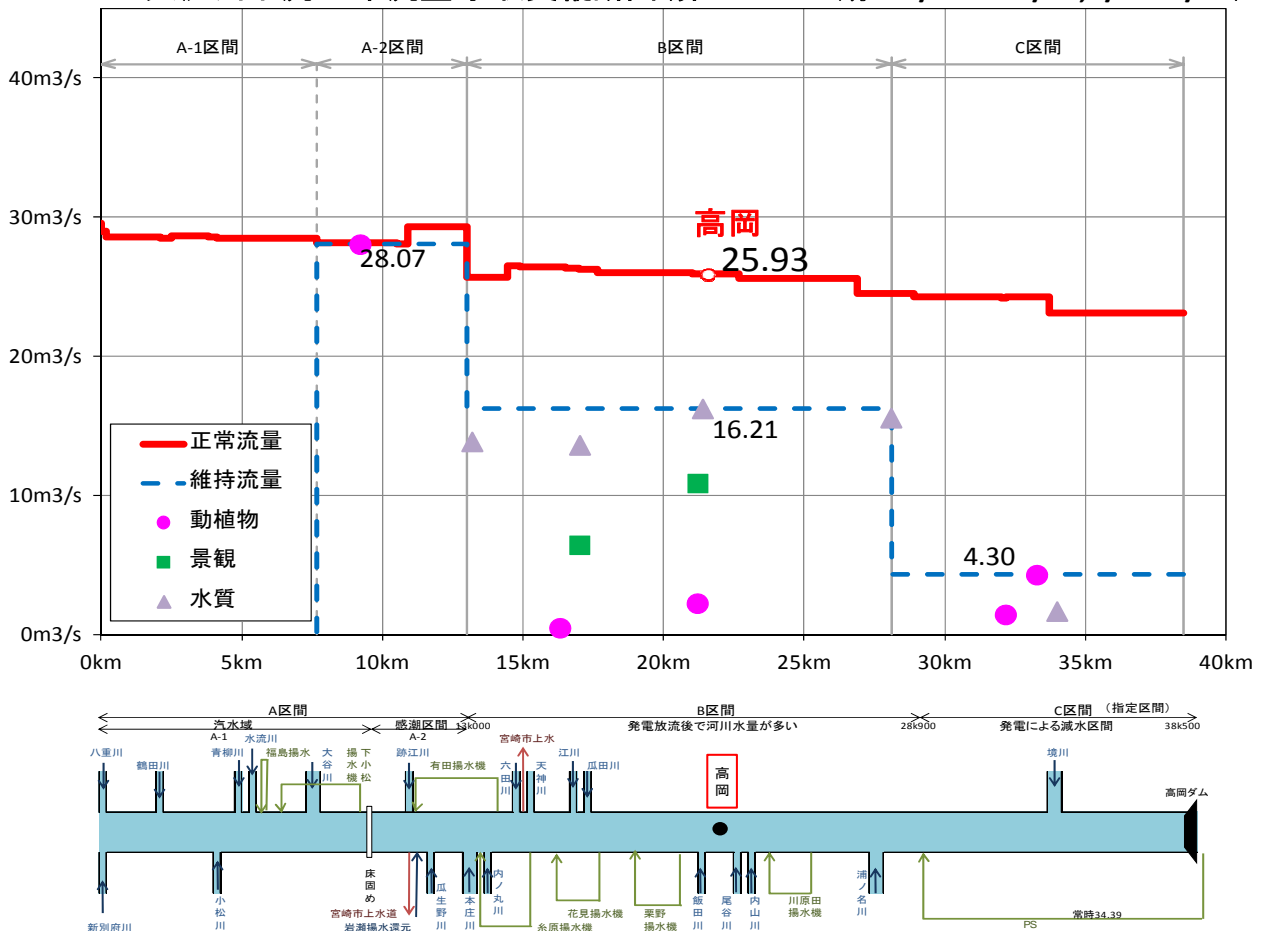 A-1区間
A-2区間
B区間
C区間
40m3/s
30m3/s
20m3/s
10m3/s
0m3/s
高岡
25.93
28.07
16.21
4.30
正常流量
維持流量
動植物
景観
水質
0km
5km
10km
15km
20km
25km
30km
35km
40km
A区間
B区間
C区間 (指定区間)
汽水域
感潮区間
13k000
発電放流後で河川水量が多い
28k900
発電による減水区間
38k500
A-1
A-2
八重川
鶴田川
青柳川
水流川
福島揚水
大谷川
揚水機
下小松
跡江川
有田揚水機
宮崎市上水
六田川
天神川
江川
瓜田川
高岡
境川
高岡ダム
新別府川
小松川
床固め
宮崎市上水道
岩瀬揚水還元
瓜生野川
本庄川
内ノ丸川
糸原揚水機
花見揚水機
栗野
揚水機
飯田川
尾谷川
内山川
川原田
揚水機
浦ノ名川
PS
常時34.39